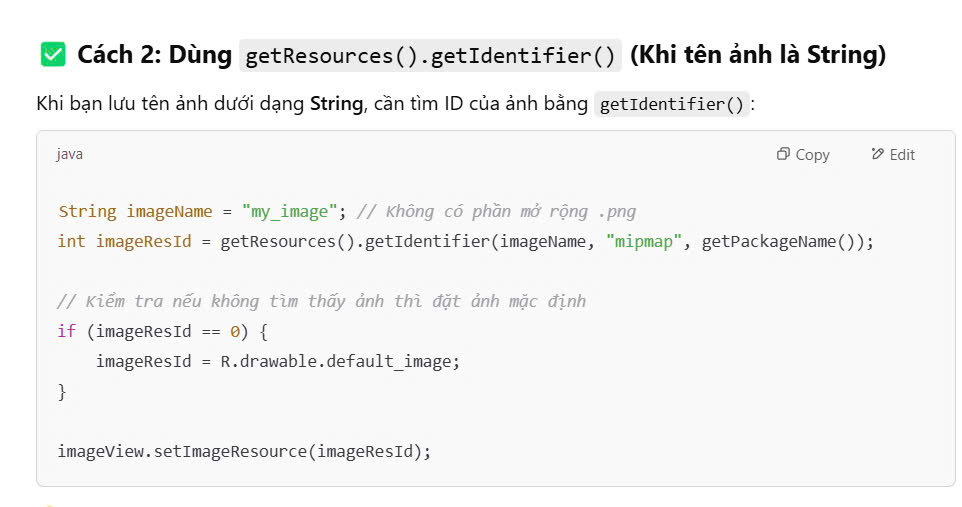 Cách 2: Dùng getResources().getIdentifier() (Khi tên ảnh là String)
Khi bạn lưu tên ảnh dưới dạng String, cần tìm ID của ảnh bằng getIdentifier():
java
Copy
Edit
String imageName = "my_image"; // Không có phần mở rộng .png
int imageResId = getResources().getIdentifier(imageName, "mipmap", getPackageName());
// Kiểm tra nếu không tìm thấy ảnh thì đặt ảnh mặc định
if (imageResId == 0) {
    imageResId = R.drawable.default_image;
}
imageView.setImageResource(imageResId);